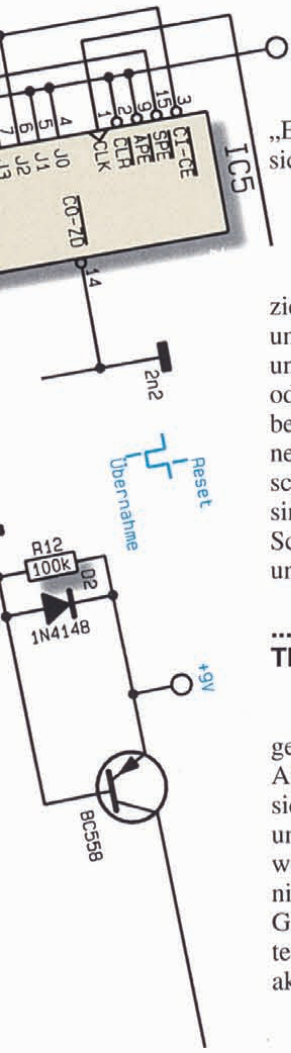 15
3
9
2
1
4
5
6
7
CI-CE
SPE
APE
CLR
CLK
J0
J1
J2
J3
IC5
CO-ZD
14
2n2
Reset
Übernahme
R12
100k
D2
1N4148
+9V
BC558
„E
sic
zie
un
un
od
be
ne
sc
sin
Sc
un
...
ge
A
sic
un
w
ni
G
te
ak